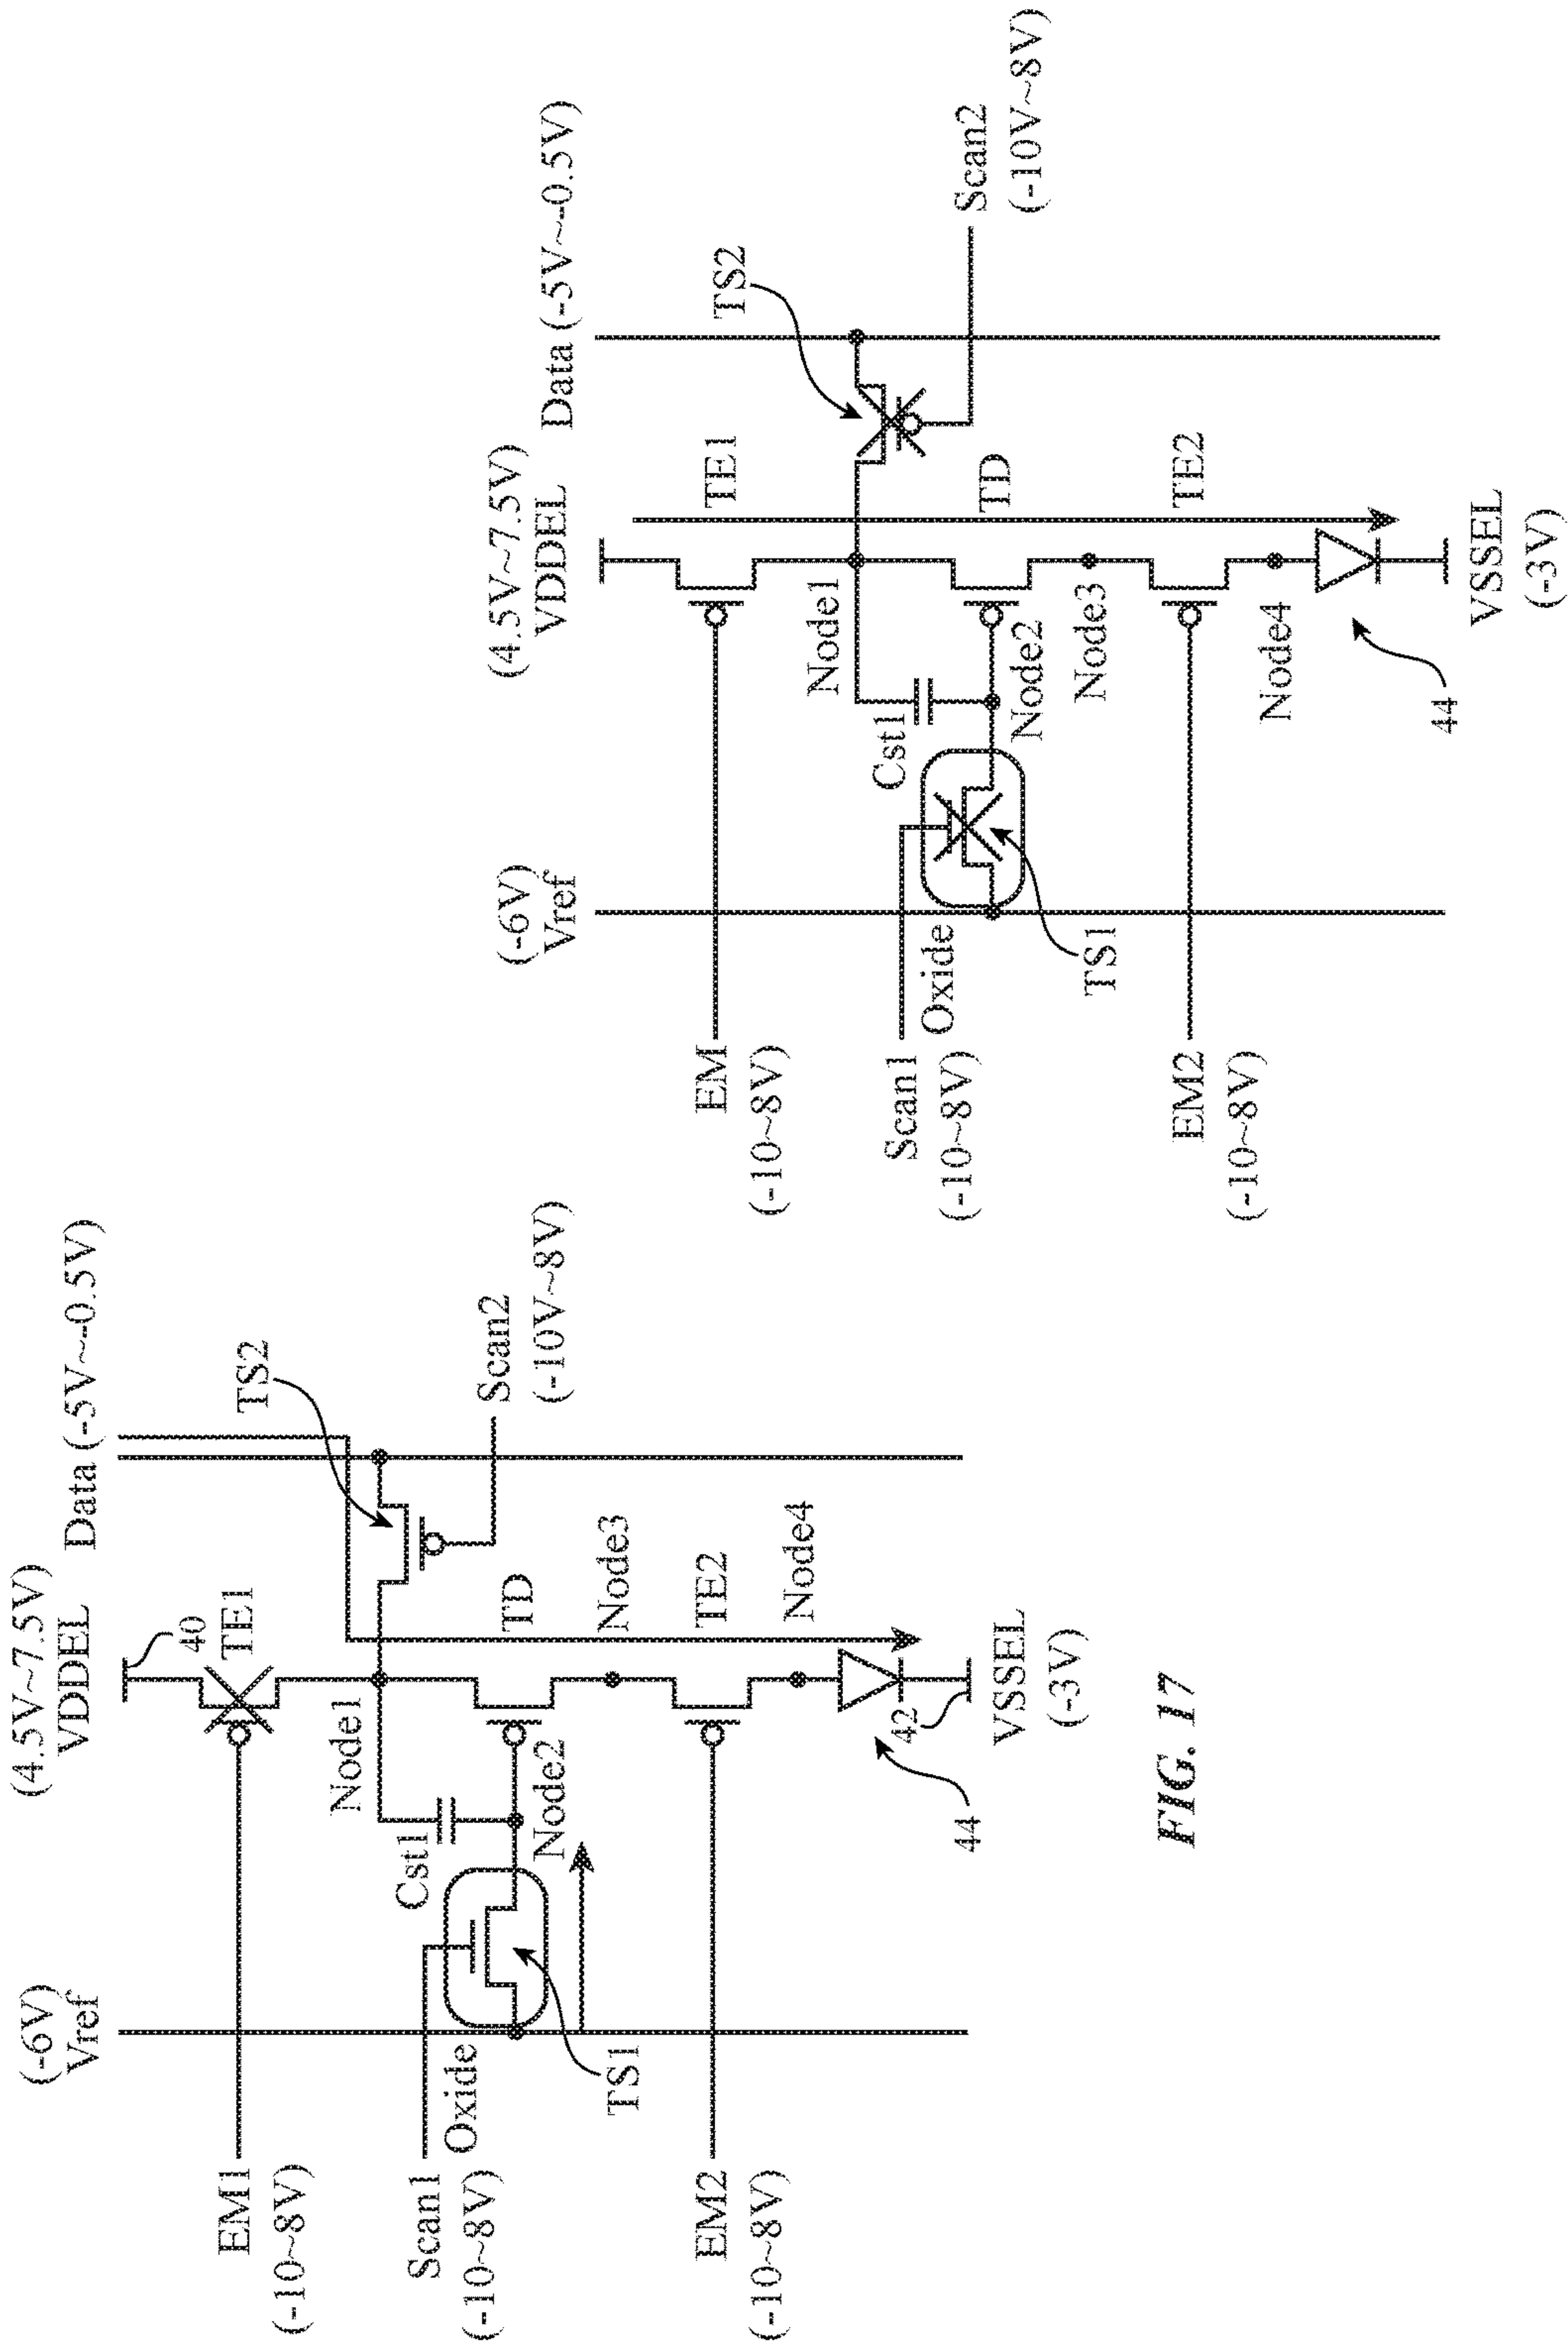 (-6V)
Vref
(4.5V~7.5V)
VDDEL
Data (-5V~-0.5V)
40
TE1
TS2
EM1
(-10~8V)
Node1
Scan2
(-10V~8V)
Cst1
Scan1
(-10~8V)
Oxide
TD
Node2
TS1
Node3
EM2
(-10~8V)
TE2
Node4
42
44
VSSEL
(-3V)
(-6V)
Vref
(4.5V~7.5V)
VDDEL
Data (-5V~-0.5V)
TE1
TS2
EM
(-10~8V)
Node1
Scan2
(-10V~8V)
Cst1
Scan1
(-10~8V)
Oxide
TD
Node2
TS1
Node3
EM2
(-10~8V)
TE2
Node4
44
VSSEL
(-3V)
FIG. 17